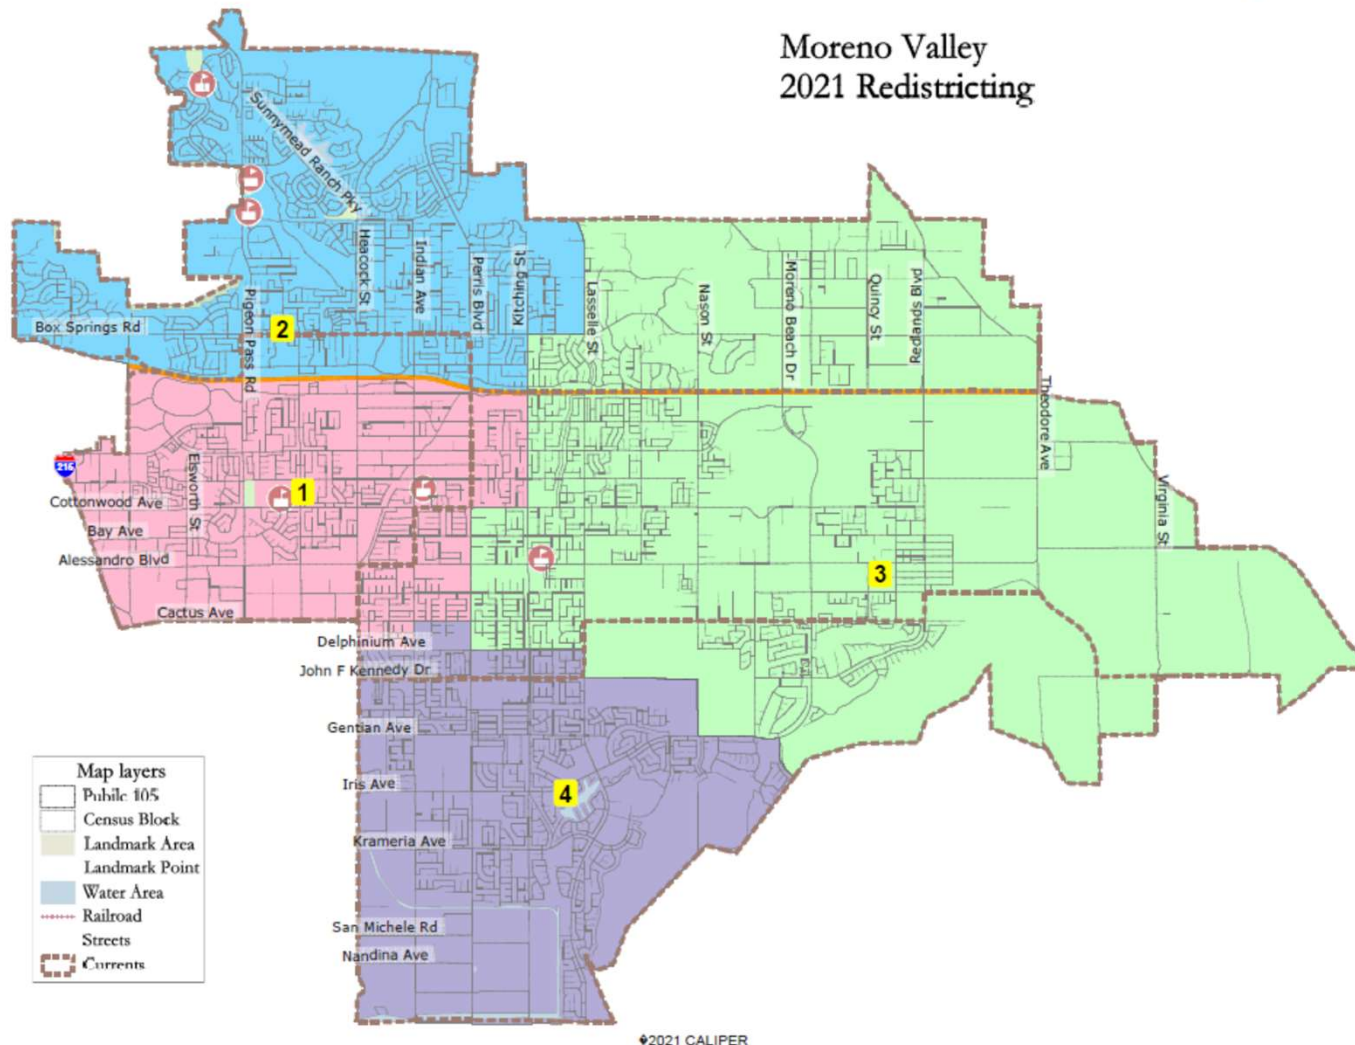 Moreno Valley
2021 Redistricting
Sunnymead Ranch Pky
Heacock St
Indian Ave
Perris Blvd
Kitching St
Lasselle St
Nason St
Moreno Beach Dr
Quincy St
Redlands Blvd
Box Springs Rd
Pigeon Pass Rd
2
Theodore Ave
215
Elsworth St
1
Cottonwood Ave
Virginia St
Bay Ave
Alessandro Blvd
3
Cactus Ave
Delphinium Ave
John F Kennedy Dr
Gentian Ave
Iris Ave
4
Krameria Ave
San Michele Rd
Nandina Ave
Map layers
Public 105
Census Block
Landmark Area
Landmark Point
Water Area
Railroad
Streets
Currents
�2021 CALIPER